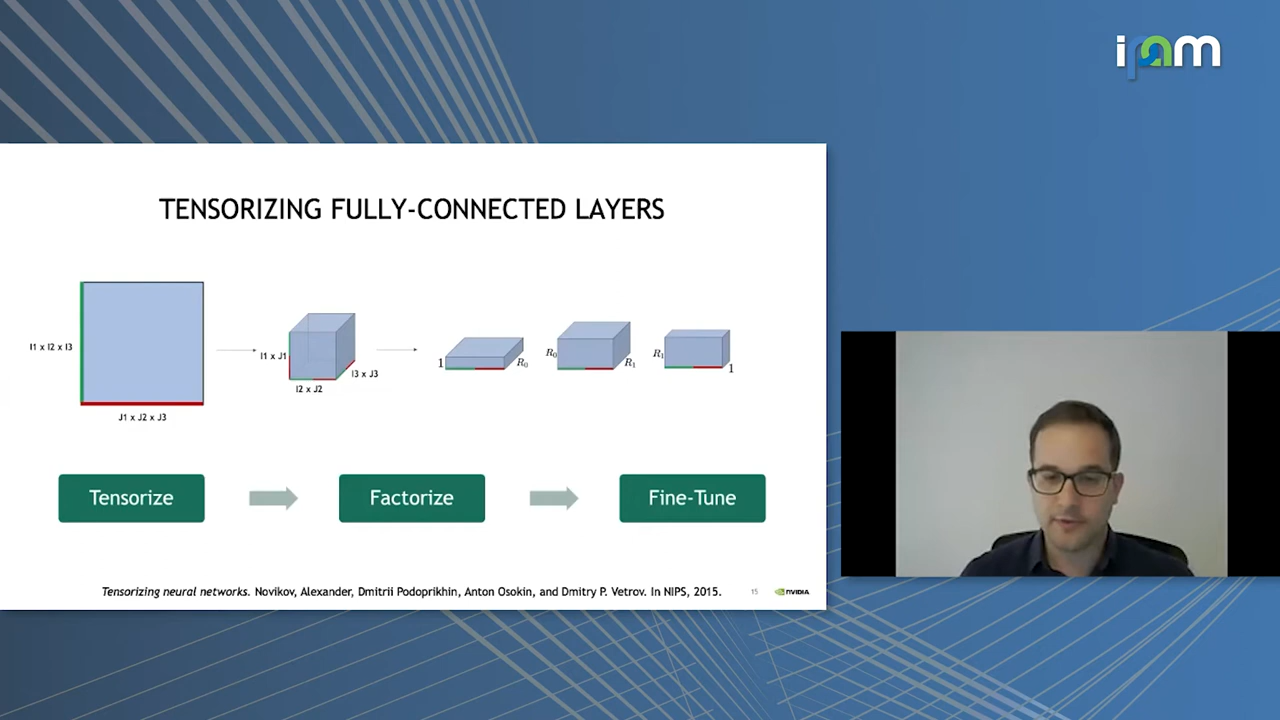 ipam
TENSORIZING FULLY-CONNECTED LAYERS
I1 x I2 x I3
J1 x J2 x J3
I1 x J1
I2 x J2
I3 x J3
1
R0
R0
R1
R1
1
Tensorize
Factorize
Fine-Tune
Tensorizing neural networks. Novikov, Alexander, Dmitrii Podoprikhin, Anton Osokin, and Dmitry P. Vetrov. In NIPS, 2015.
15
NVIDIA